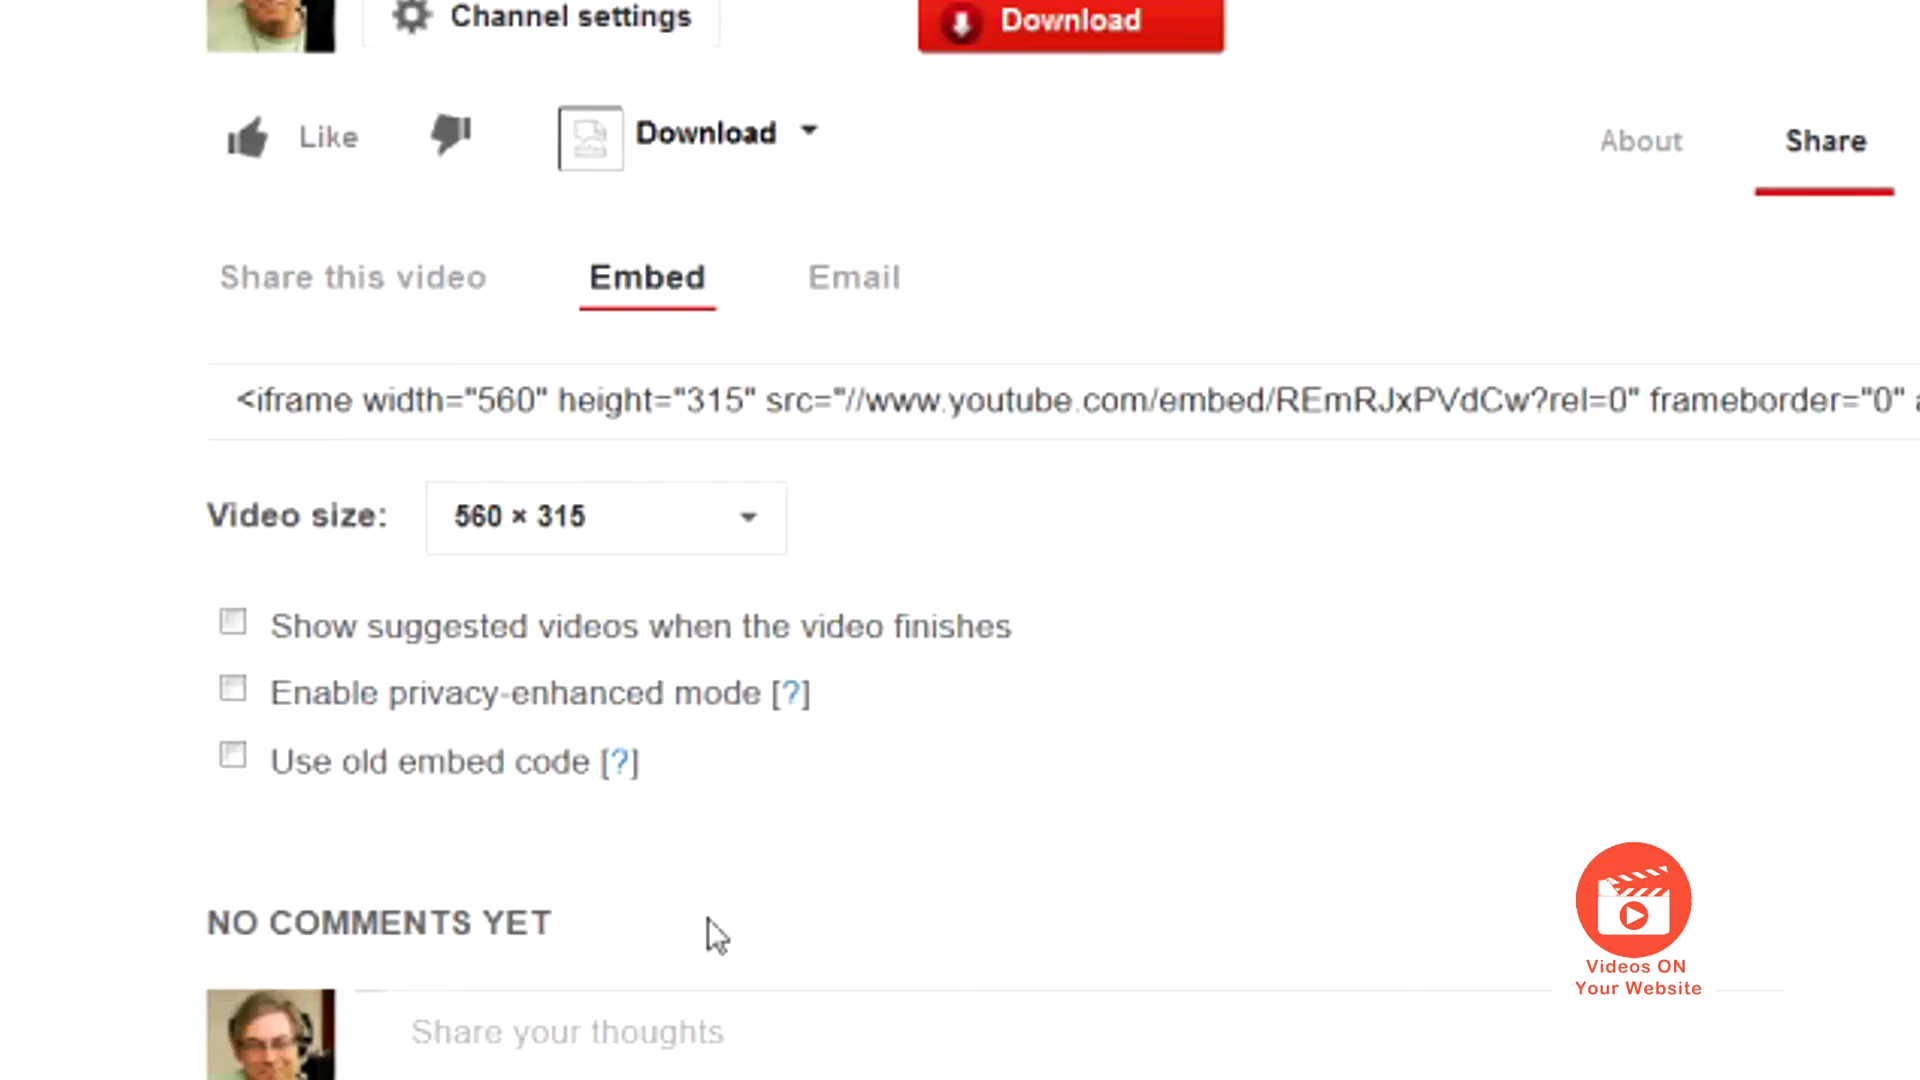 Channel settings
Download
Like
Download
About
Share
Share this video
Embed
Email
<iframe width="560" height="315" src="//www.youtube.com/embed/REmRJxPVdCw?rel=0" frameborder="0" a
Video size:
560 × 315
Show suggested videos when the video finishes
Enable privacy-enhanced mode [?]
Use old embed code [?]
NO COMMENTS YET
Videos ON
Your Website
Share your thoughts